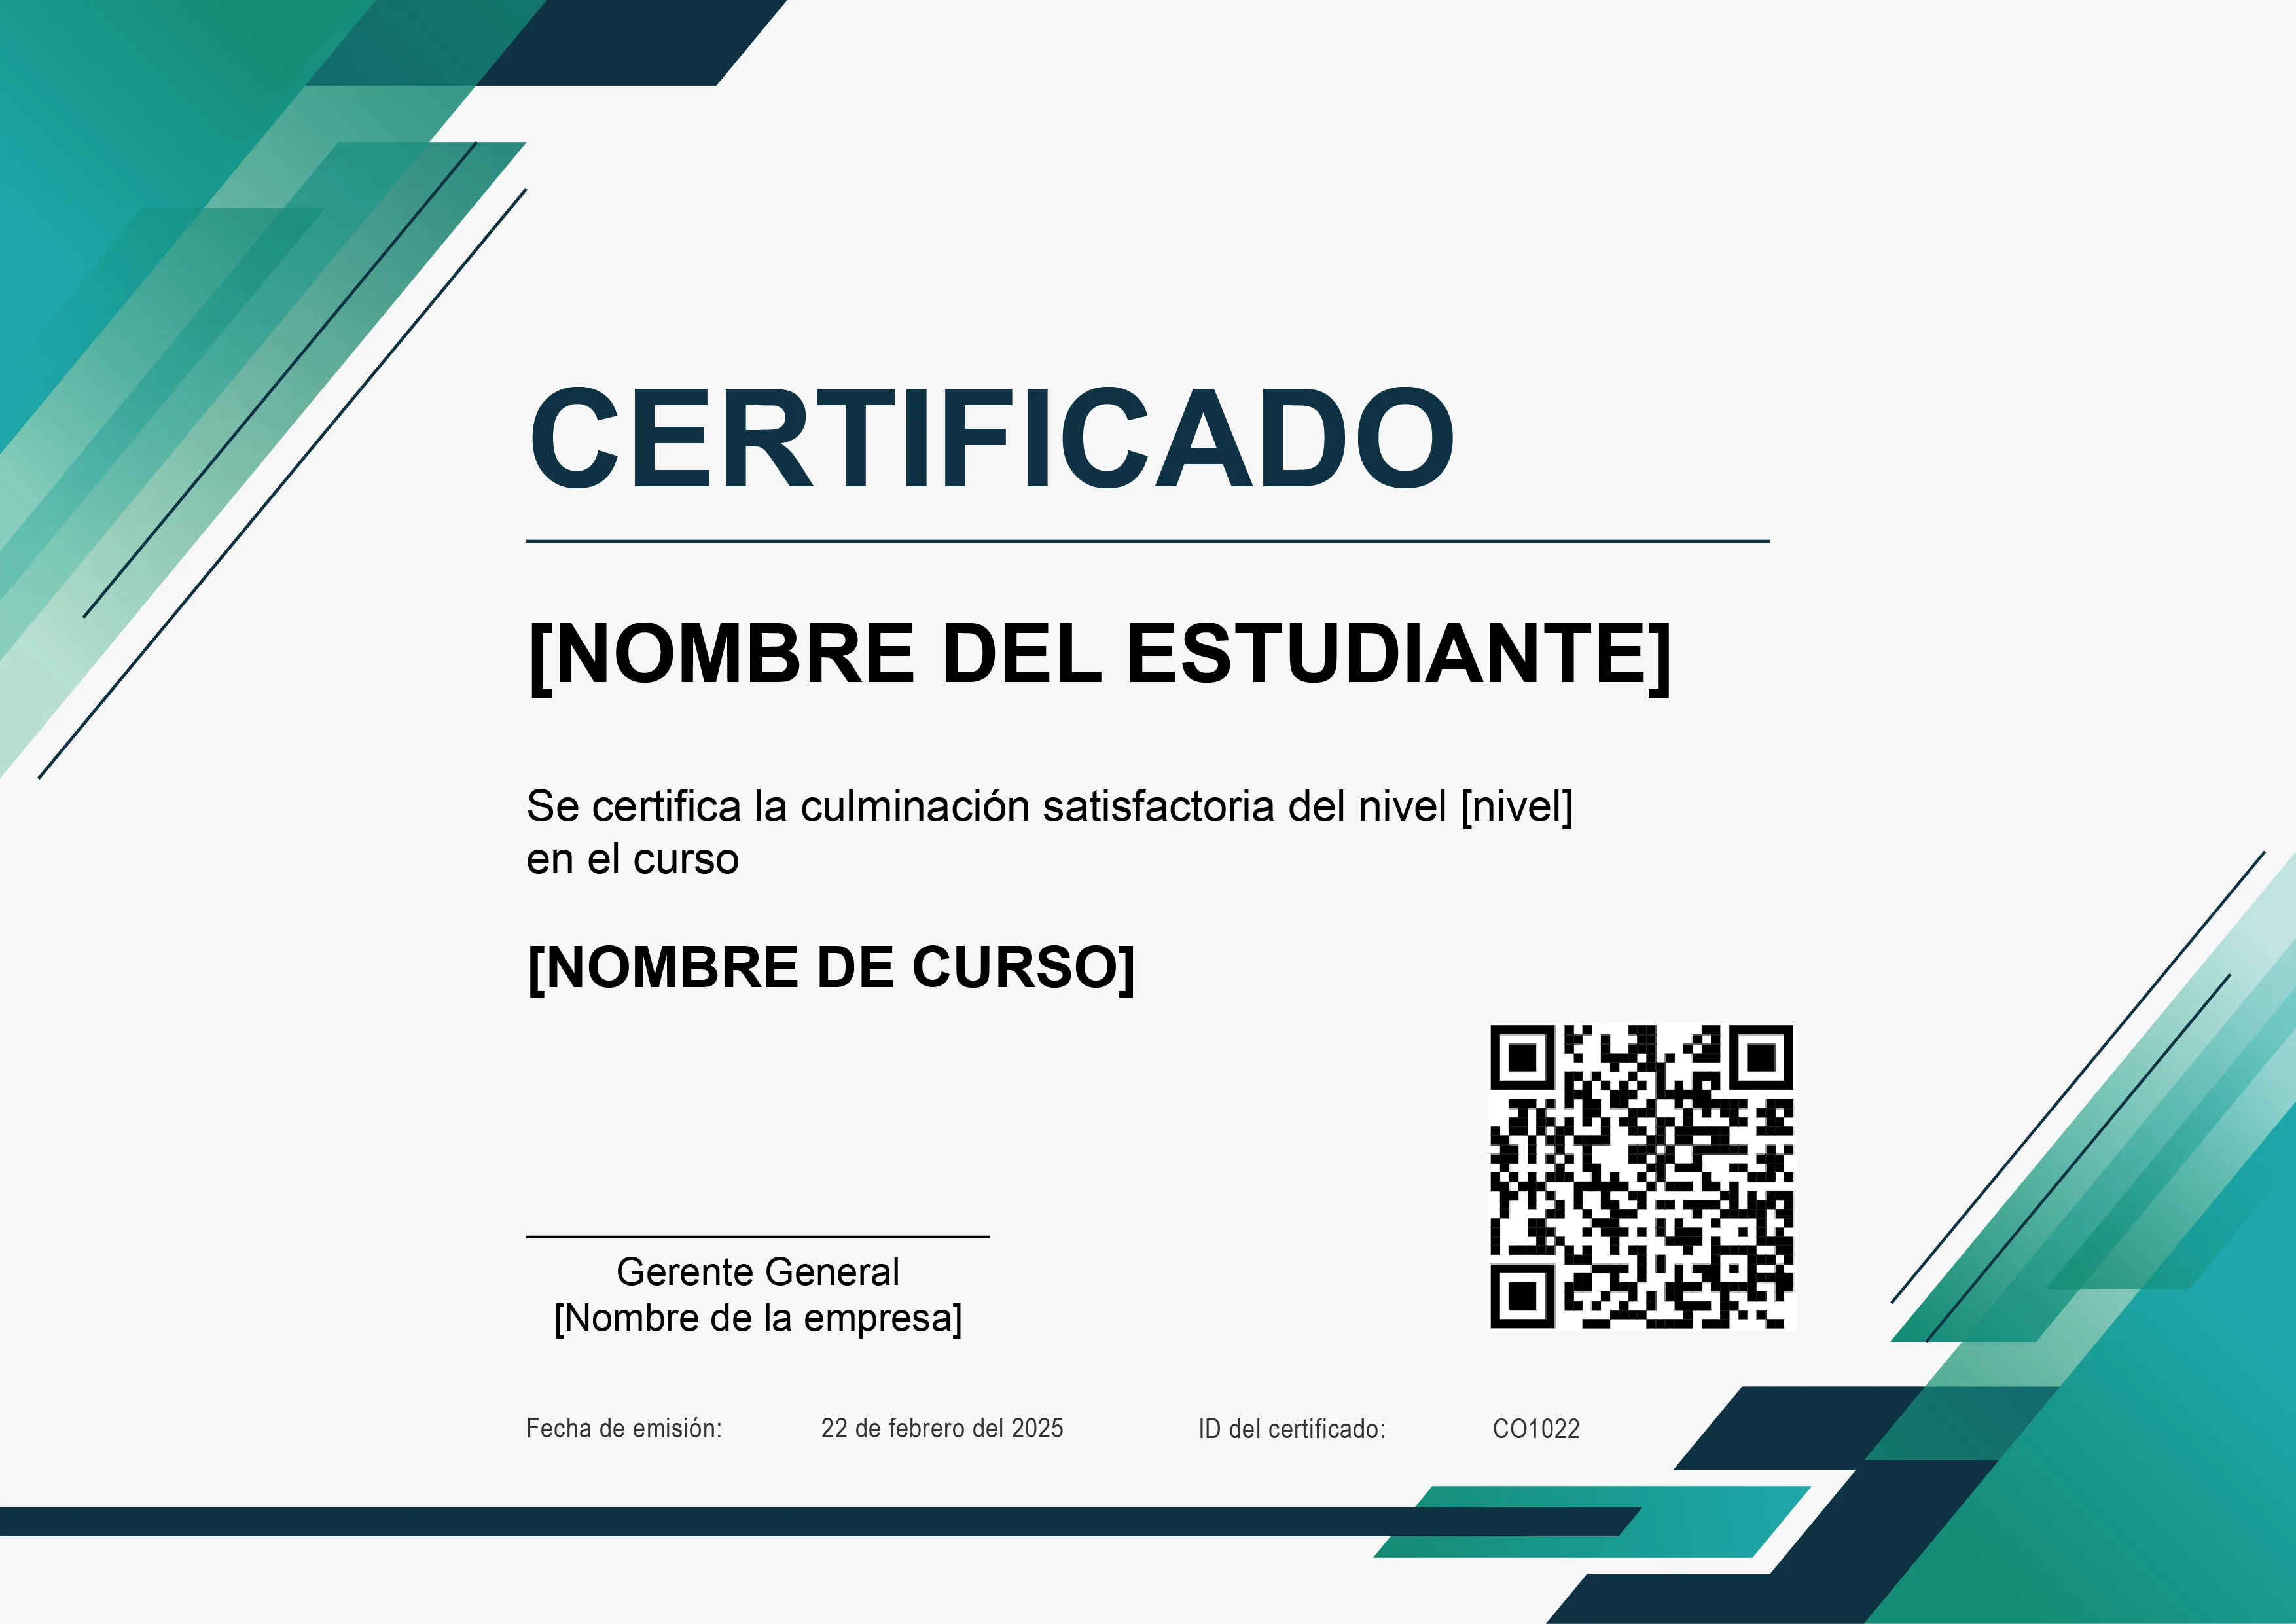 CERTIFICADO
[NOMBRE DEL ESTUDIANTE]
Se certifica la culminación satisfactoria del nivel [nivel]
en el curso
[NOMBRE DE CURSO]
Gerente General
[Nombre de la empresa]
Fecha de emisión: 22 de febrero del 2025 ID del certificado: CO1022